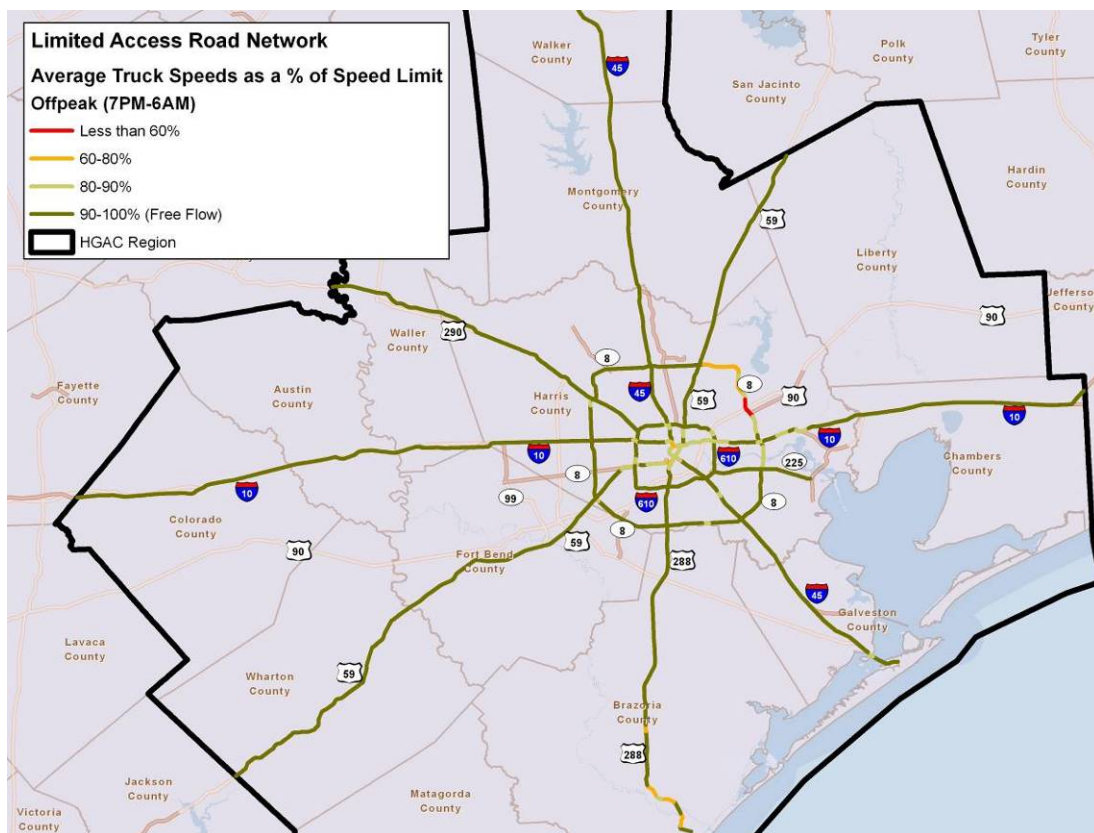 Limited Access Road Network
Average Truck Speeds as a % of Speed Limit
Offpeak (7PM-6AM)
Less than 60%
60-80%
80-90%
90-100% (Free Flow)
HGAC Region
Walker
County
45
Polk
County
Tyler
County
San Jacinto
County
Hardin
County
Montgomery
County
59
Liberty
County
Jefferson
County
90
290
Waller
County
Fayette
County
Austin
County
8
Harris
County
45
59
8
90
10
10
10
610
225
Chambers
County
8
99
610
8
10
Colorado
County
90
59
8
Fort Bend
County
288
45
Galveston
County
Lavaca
County
59
Wharton
County
Brazoria
County
288
Jackson
County
Matagorda
County
Victoria
County